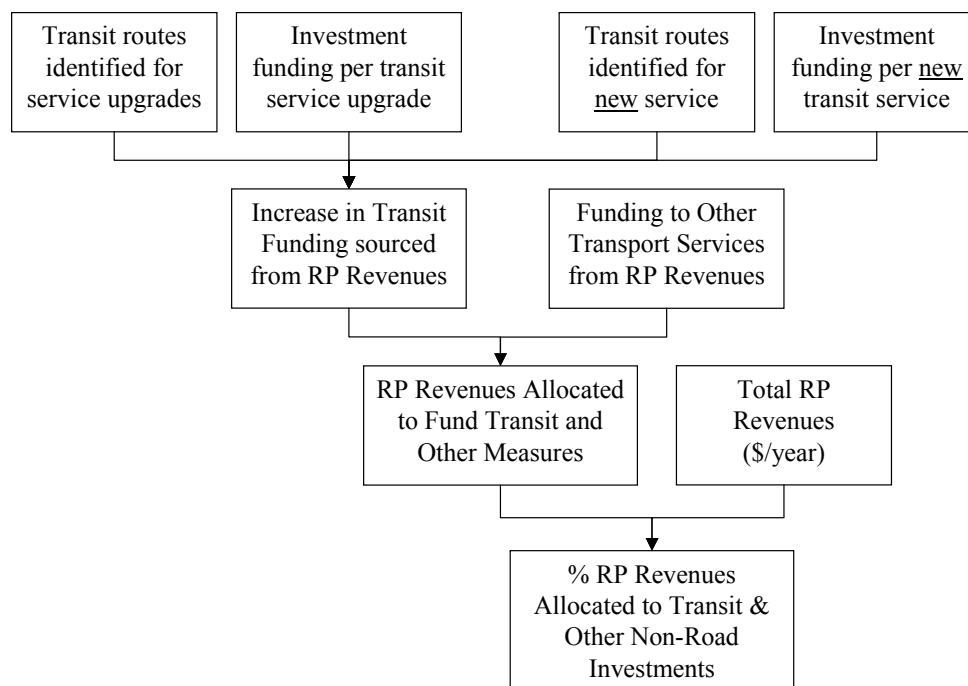 Transit routes
identified for
service upgrades
Investment
funding per transit
service upgrade
Transit routes
identified for
new service
Investment
funding per new
transit service
Increase in Transit
Funding sourced
from RP Revenues
Funding to Other
Transport Services
from RP Revenues
RP Revenues Allocated
to Fund Transit and
Other Measures
Total RP
Revenues
($/year)
% RP Revenues
Allocated to Transit &
Other Non-Road
Investments